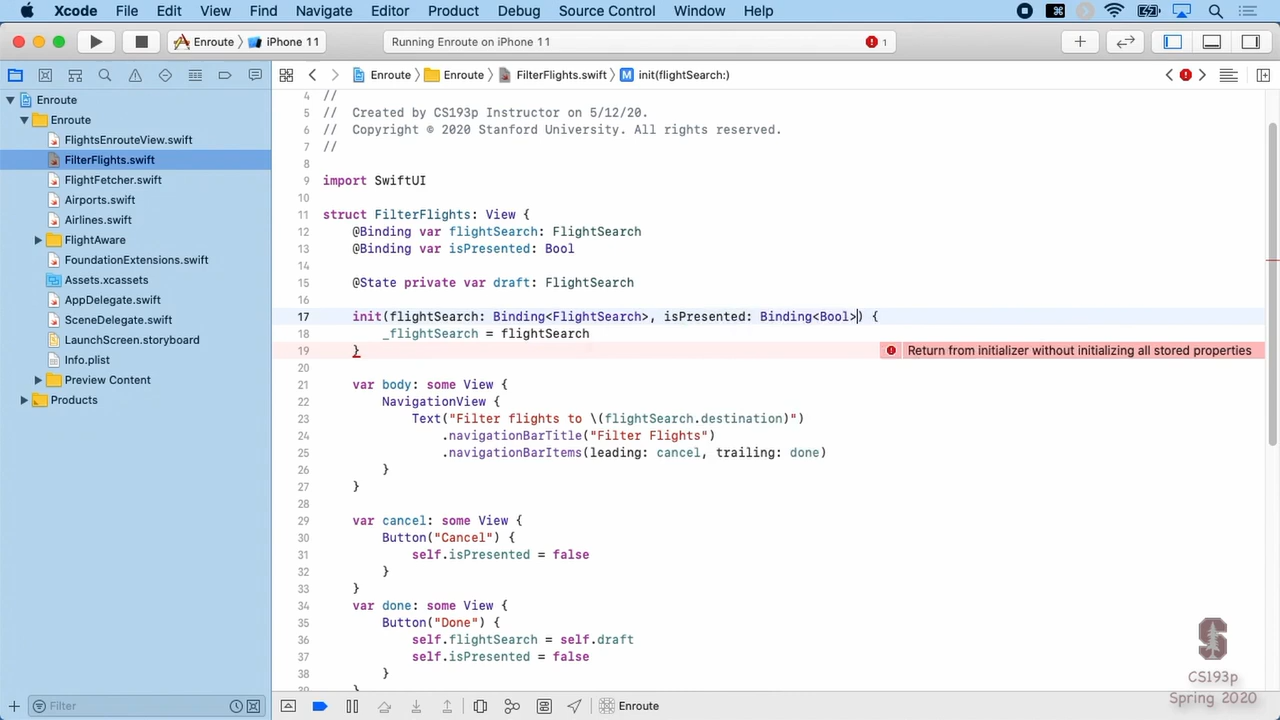 Xcode File Edit View Find Navigate Editor Product Debug Source Control Window Help
Enroute iPhone 11 Running Enroute on iPhone 11 1
Enroute Enroute FilterFlights.swift M init(flightSearch:)
Enroute
Enroute
FlightsEnrouteView.swift
FilterFlights.swift
FlightFetcher.swift
Airports.swift
Airlines.swift
FlightAware
FoundationExtensions.swift
Assets.xcassets
AppDelegate.swift
SceneDelegate.swift
LaunchScreen.storyboard
Info.plist
Preview Content
Products
Filter
4 //
5 //  Created by CS193p Instructor on 5/12/20.
6 //  Copyright © 2020 Stanford University. All rights reserved.
7 //
8
9 import SwiftUI
10
11 struct FilterFlights: View {
12     @Binding var flightSearch: FlightSearch
13     @Binding var isPresented: Bool
14
15     @State private var draft: FlightSearch
16
17     init(flightSearch: Binding<FlightSearch>, isPresented: Binding<Bool>) {
18         _flightSearch = flightSearch
19     } Return from initializer without initializing all stored properties
20
21     var body: some View {
22         NavigationView {
23             Text("Filter flights to \(flightSearch.destination)")
24                 .navigationBarTitle("Filter Flights")
25                 .navigationBarItems(leading: cancel, trailing: done)
26         }
27     }
28
29     var cancel: some View {
30         Button("Cancel") {
31             self.isPresented = false
32         }
33     }
34     var done: some View {
35         Button("Done") {
36             self.flightSearch = self.draft
37             self.isPresented = false
38         }
39     }
Enroute
CS193p
Spring 2020